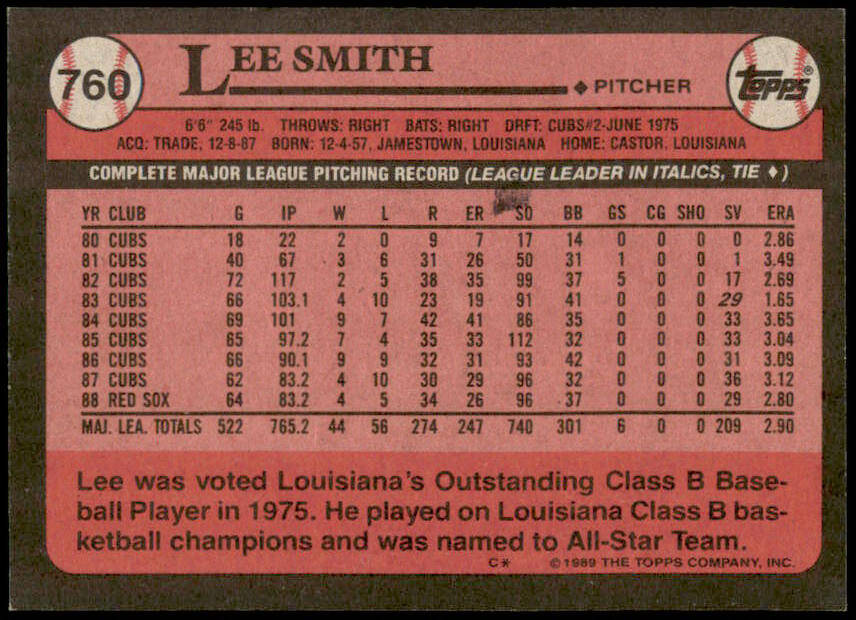 760
LEE SMITH
♦ PITCHER
TOPPS®
6'6" 245 lb. THROWS: RIGHT BATS: RIGHT DRFT: CUBS#2-JUNE 1975
ACQ: TRADE, 12-8-87 BORN: 12-4-57, JAMESTOWN, LOUISIANA HOME: CASTOR, LOUISIANA
COMPLETE MAJOR LEAGUE PITCHING RECORD (LEAGUE LEADER IN ITALICS, TIE ♦)
YR CLUB G IP W L R ER SO BB GS CG SHO SV ERA
80 CUBS 18 22 2 0 9 7 17 14 0 0 0 0 2.86
81 CUBS 40 67.2 3 6 31 26 50 31 1 0 0 1 3.49
82 CUBS 72 117 2 5 38 35 99 37 5 0 0 17 2.69
83 CUBS 66 103.1 4 10 23 19 91 41 0 0 0 29 1.65
84 CUBS 69 101 9 7 42 41 86 35 0 0 0 33 3.65
85 CUBS 65 97.2 7 4 35 33 112 32 0 0 0 33 3.04
86 CUBS 66 90.1 9 9 32 31 93 42 0 0 0 31 3.09
87 CUBS 62 83.2 4 10 30 29 96 32 0 0 0 36 3.12
88 RED SOX 64 83.2 4 5 34 26 96 37 0 0 0 29 2.80
MAJ. LEA. TOTALS 522 765.2 44 56 274 247 740 301 6 0 0 209 2.90
Lee was voted Louisiana's Outstanding Class B Base-
ball Player in 1975. He played on Louisiana Class B bas-
ketball champions and was named to All-Star Team.
C* ©1989 THE TOPPS COMPANY, INC.